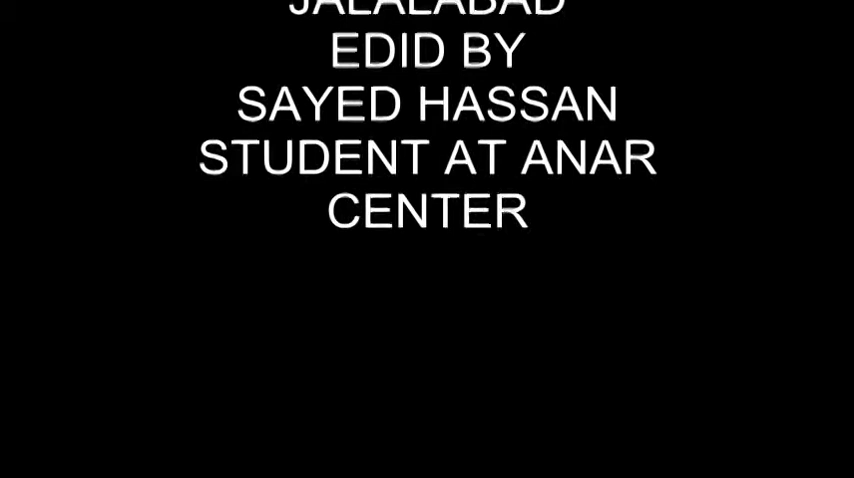 JALALABAD
EDID BY
SAYED HASSAN
STUDENT AT ANAR
CENTER